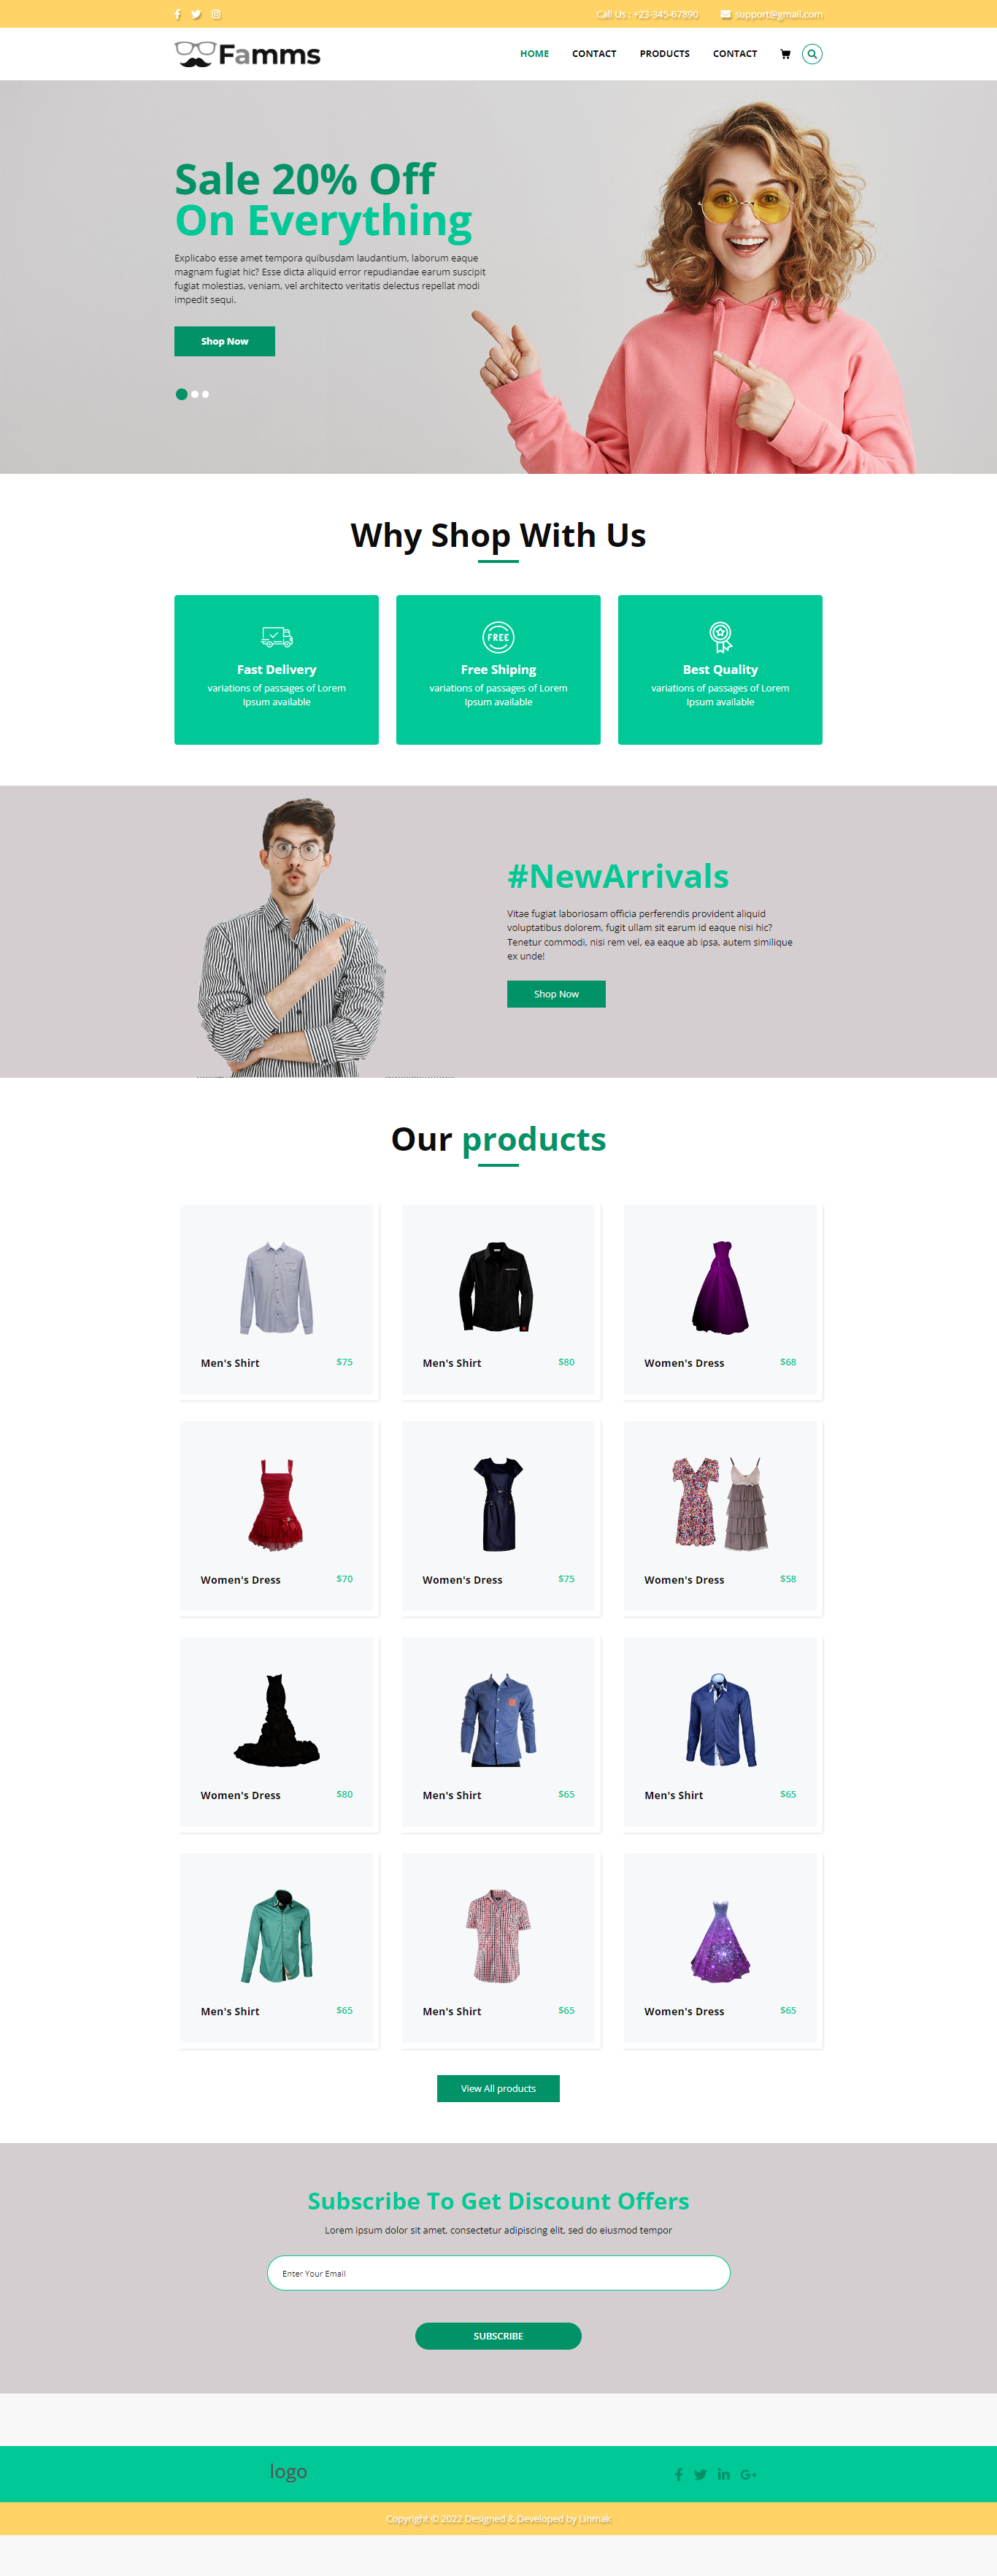 Call Us : +23-345-67890 support@gmail.com
Famms HOME CONTACT PRODUCTS CONTACT
Sale 20% Off
On Everything
Explicabo esse amet tempora quibusdam laudantium, laborum eaque
magnam fugiat hic? Esse dicta aliquid error repudiandae earum suscipit
fugiat molestias, veniam, vel architecto veritatis delectus repellat modi
impedit sequi.
Shop Now
Why Shop With Us
FREE
Fast Delivery
variations of passages of Lorem
Ipsum available
Free Shiping
variations of passages of Lorem
Ipsum available
Best Quality
variations of passages of Lorem
Ipsum available
#NewArrivals
Vitae fugiat laboriosam officia perferendis provident aliquid
voluptatibus dolorem, fugit ullam sit earum id eaque nisi hic?
Tenetur commodi, nisi rem vel, ea eaque ab ipsa, autem similique
ex unde!
Shop Now
Our products
Men's Shirt $75
Men's Shirt $80
Women's Dress $68
Women's Dress $70
Women's Dress $75
Women's Dress $58
Women's Dress $80
Men's Shirt $65
Men's Shirt $65
Men's Shirt $65
Men's Shirt $65
Women's Dress $65
View All products
Subscribe To Get Discount Offers
Lorem ipsum dolor sit amet, consectetur adipiscing elit, sed do eiusmod tempor
Enter Your Email
SUBSCRIBE
logo
Copyright © 2022 Designed & Developed by Linmak